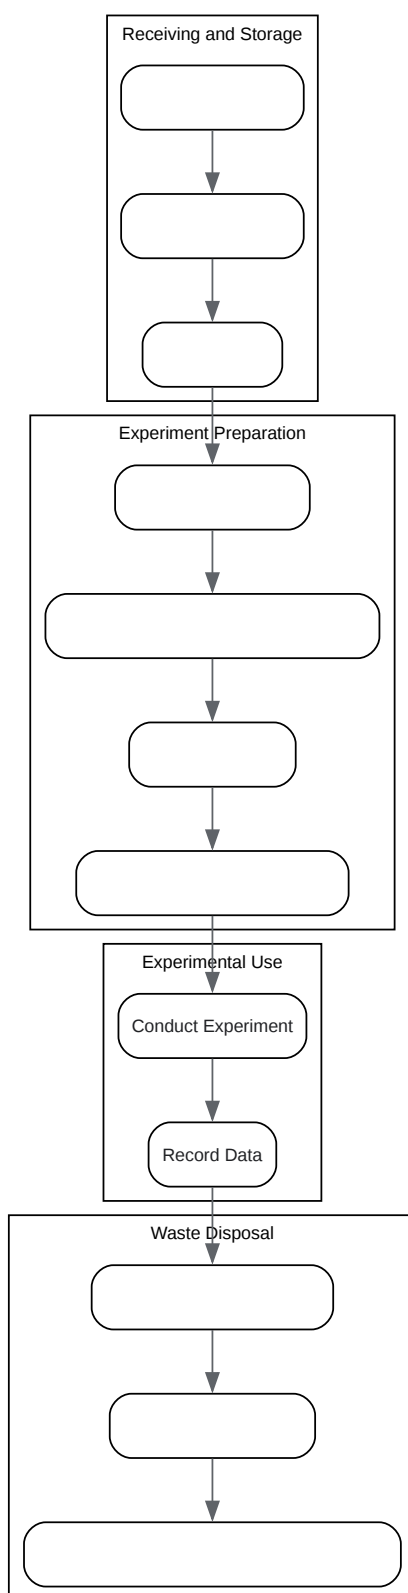 Receiving and Storage
Experiment Preparation
Experimental Use
Conduct Experiment
Record Data
Waste Disposal